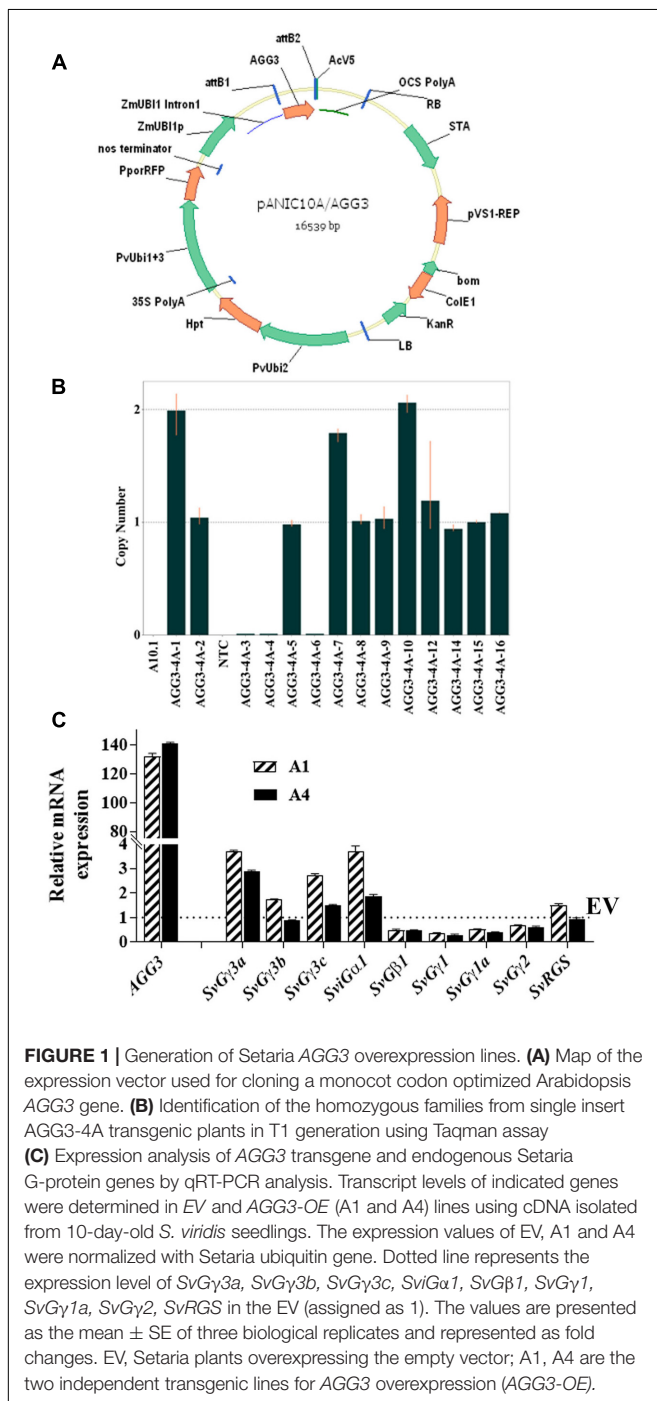 A
attB2
AGG3
AcV5
attB1
OCS PolyA
ZmUBI1 Intron1
RB
ZmUBI1p
STA
nos terminator
PporRFP
pANIC10A/AGG3
16539 bp
pVS1-REP
PvUbi1+3
bom
35S PolyA
ColE1
Hpt
KanR
LB
PvUbi2
B
Copy Number
2
1
0
A10.1
AGG3-4A-1
AGG3-4A-2
NTC
AGG3-4A-3
AGG3-4A-4
AGG3-4A-5
AGG3-4A-6
AGG3-4A-7
AGG3-4A-8
AGG3-4A-9
AGG3-4A-10
AGG3-4A-12
AGG3-4A-14
AGG3-4A-15
AGG3-4A-16
C
Relative mRNA
expression
140
120
100
80
4
3
2
1
0
A1
A4
EV
AGG3
SvGγ3a
SvGγ3b
SvGγ3c
SviGα1
SvGβ1
SvGγ1
SvGγ1a
SvGγ2
SvRGS
FIGURE 1 | Generation of Setaria AGG3 overexpression lines. (A) Map of the
expression vector used for cloning a monocot codon optimized Arabidopsis
AGG3 gene. (B) Identification of the homozygous families from single insert
AGG3-4A transgenic plants in T1 generation using Taqman assay
(C) Expression analysis of AGG3 transgene and endogenous Setaria
G-protein genes by qRT-PCR analysis. Transcript levels of indicated genes
were determined in EV and AGG3-OE (A1 and A4) lines using cDNA isolated
from 10-day-old S. viridis seedlings. The expression values of EV, A1 and A4
were normalized with Setaria ubiquitin gene. Dotted line represents the
expression level of SvGγ3a, SvGγ3b, SvGγ3c, SviGα1, SvGβ1, SvGγ1,
SvGγ1a, SvGγ2, SvRGS in the EV (assigned as 1). The values are presented
as the mean ± SE of three biological replicates and represented as fold
changes. EV, Setaria plants overexpressing the empty vector; A1, A4 are the
two independent transgenic lines for AGG3 overexpression (AGG3-OE).